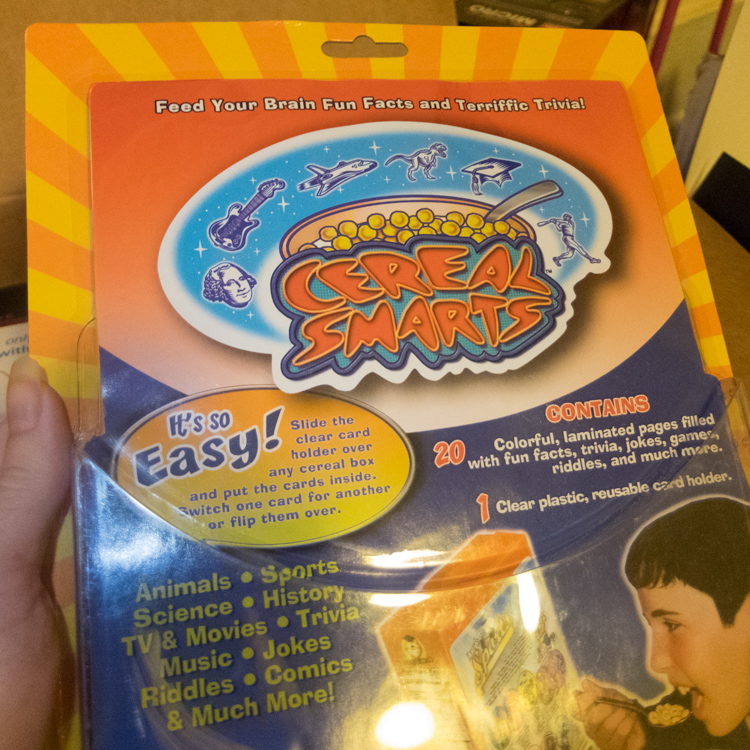 Feed Your Brain Fun Facts and Terriffic Trivia!
CEREAL
SMARTS
It's so
Easy!
Slide the
clear card
holder over
any cereal box
and put the cards inside.
Switch one card for another
or flip them over.
CONTAINS
20 Colorful, laminated pages filled
with fun facts, trivia, jokes, games,
riddles, and much more.
1 Clear plastic, reusable card holder.
Animals • Sports
Science • History
TV & Movies • Trivia
Music • Jokes
Riddles • Comics
& Much More!
with